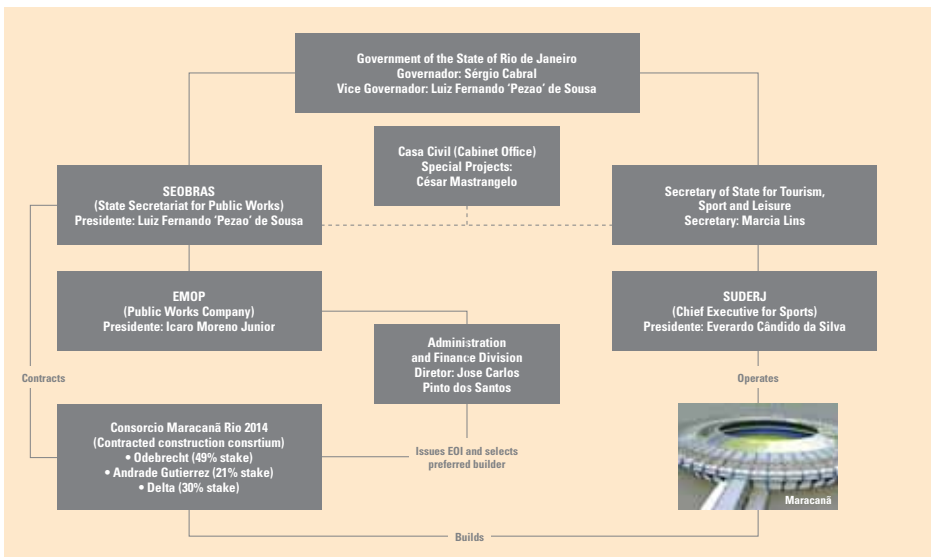 Government of the State of Rio de Janeiro
Governador: Sérgio Cabral
Vice Governador: Luiz Fernando ‘Pezao’ de Sousa
Casa Civil (Cabinet Office)
Special Projects:
César Mastrangelo
SEOBRAS
(State Secretariat for Public Works)
Presidente: Luiz Fernando ‘Pezao’ de Sousa
Secretary of State for Tourism,
Sport and Leisure
Secretary: Marcia Lins
EMOP
(Public Works Company)
Presidente: Icaro Moreno Junior
SUDERJ
(Chief Executive for Sports)
Presidente: Everardo Cândido da Silva
Administration
and Finance Division
Diretor: Jose Carlos
Pinto dos Santos
Contracts
Operates
Consorcio Maracanã Rio 2014
(Contracted construction consrtium)
• Odebrecht (49% stake)
• Andrade Gutierrez (21% stake)
• Delta (30% stake)
Issues EOI and selects
preferred builder
Maracanã
Builds